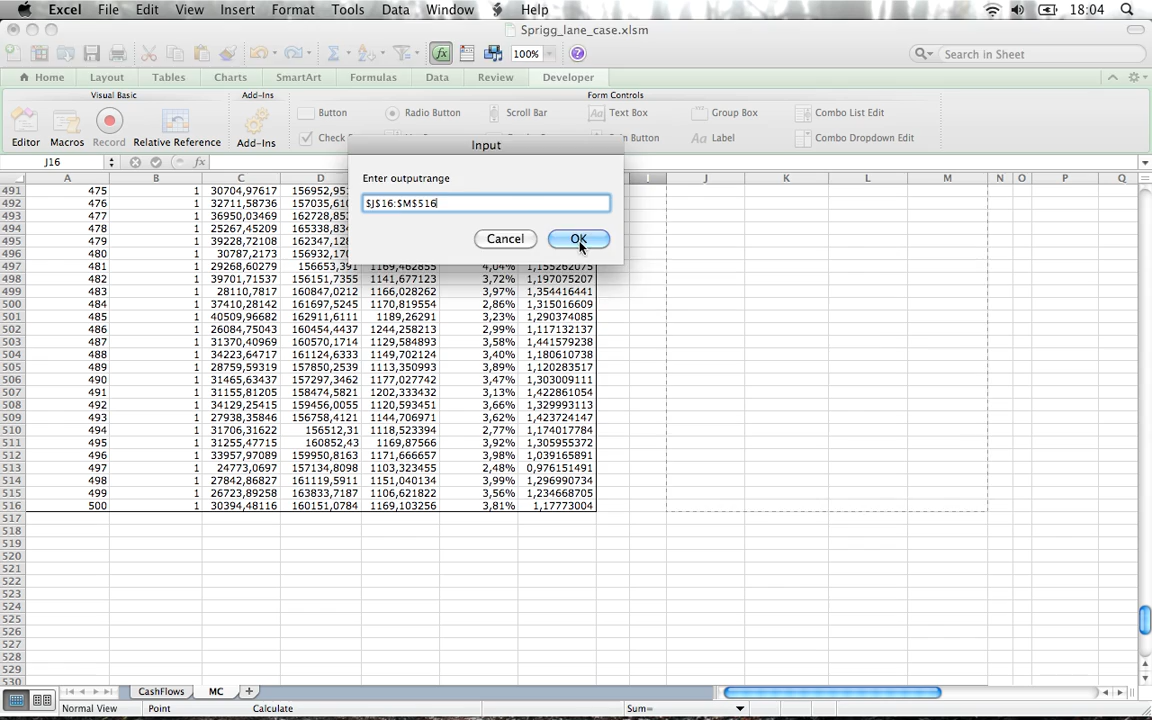 Excel File Edit View Insert Format Tools Data Window Help 18:04
Sprigg_lane_case.xlsm
100% Search in Sheet
Home Layout Tables Charts SmartArt Formulas Data Review Developer
Visual Basic Add-Ins Form Controls
Button Radio Button Scroll Bar Text Box Group Box Combo List Edit
Editor Macros Record Relative Reference Add-Ins Check Button Label Combo Dropdown Edit
Input
J16 fx
Enter outputrange
$J$16:$M$516
Cancel OK
A B C D I J K L M N O P Q
491 475 1 30704,97617
492 476 1 32711,58736
493 477 1 36950,03469
494 478 1 25267,45209
495 479 1 39228,72108
496 480 1 30787,2173
497 481 1 29268,60279 156653,391 1169,462855 4,04% 1,155262075
498 482 1 39701,71537 156151,7355 1141,677123 3,72% 1,197075207
499 483 1 28110,7817 160847,0212 1166,028262 3,97% 1,354416441
500 484 1 37410,28142 161697,5245 1170,819554 2,86% 1,315016609
501 485 1 40509,96682 162911,6111 1189,26291 3,23% 1,290374085
502 486 1 26084,75043 160454,4437 1244,258213 2,99% 1,117132137
503 487 1 31370,40969 160570,1714 1129,584893 3,58% 1,441579238
504 488 1 34223,64717 161124,6333 1149,702124 3,40% 1,180610738
505 489 1 28759,59319 157850,2539 1113,350993 3,89% 1,120283517
506 490 1 31465,63437 157297,3462 1177,027742 3,47% 1,303009111
507 491 1 31155,81205 158474,5821 1202,333432 3,13% 1,422861054
508 492 1 34129,25415 159456,0055 1120,593451 3,66% 1,329993113
509 493 1 27938,35846 156758,4121 1144,706971 3,62% 1,423724147
510 494 1 31706,31622 156512,31 1118,523394 2,77% 1,174017784
511 495 1 31255,47715 160852,43 1169,87566 3,92% 1,305955372
512 496 1 33957,97089 159950,8163 1171,666657 3,98% 1,039165891
513 497 1 24773,0697 157134,8098 1103,323455 2,48% 0,976151491
514 498 1 27842,86827 161119,5911 1151,040134 3,99% 1,296990734
515 499 1 26723,89258 163833,7187 1106,621822 3,56% 1,234668705
516 500 1 30394,48116 160151,0784 1169,103256 3,81% 1,17773004
517
518
519
520
521
522
523
524
525
526
527
528
529
530
CashFlows MC
Normal View Point Calculate Sum=